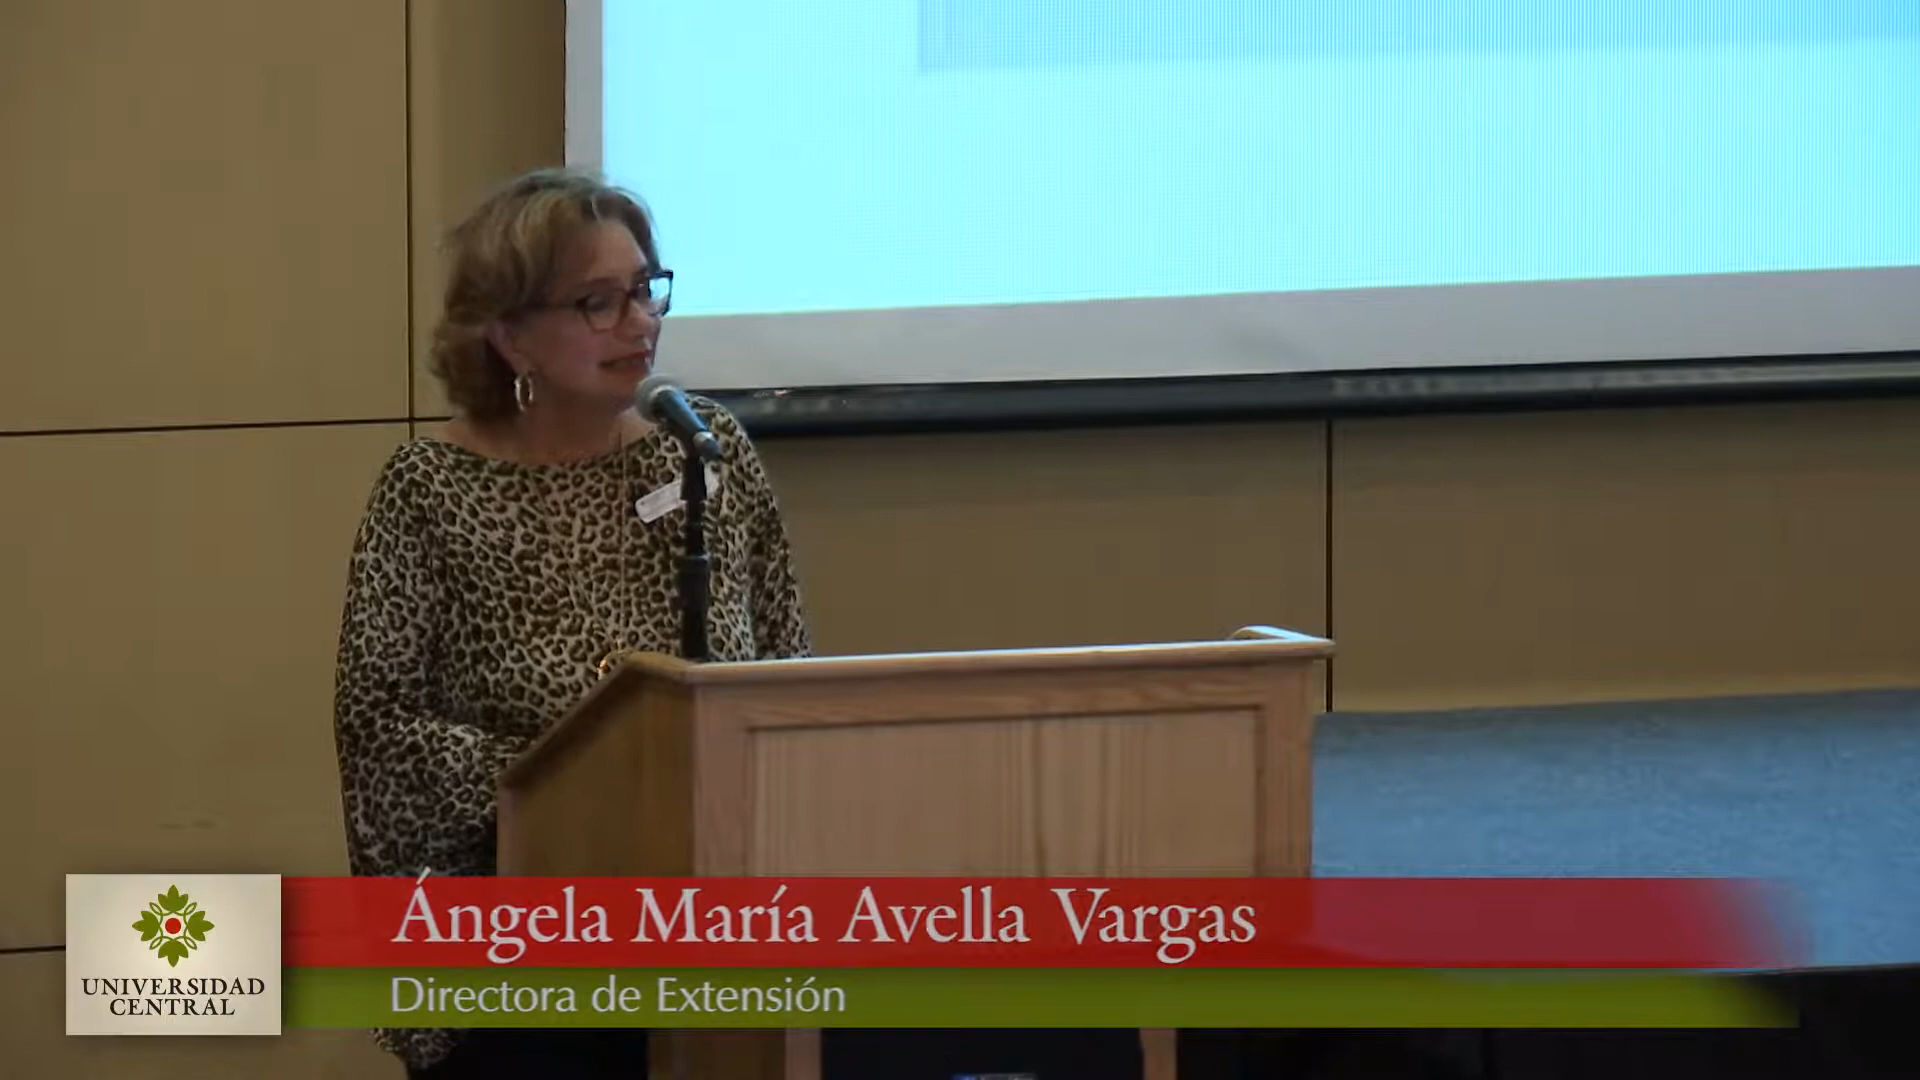 Ángela María Avella Vargas
Directora de Extensión
UNIVERSIDAD
CENTRAL